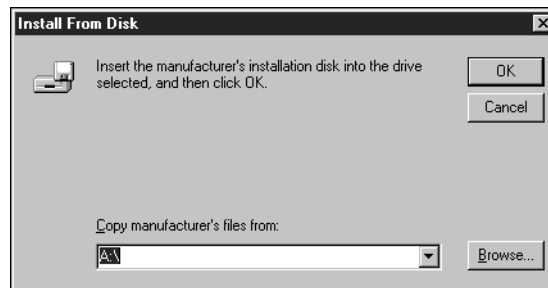 Install From Disk
Insert the manufacturer's installation disk into the drive
selected, and then click OK.
OK
Cancel
Copy manufacturer's files from:
A:\
Browse...